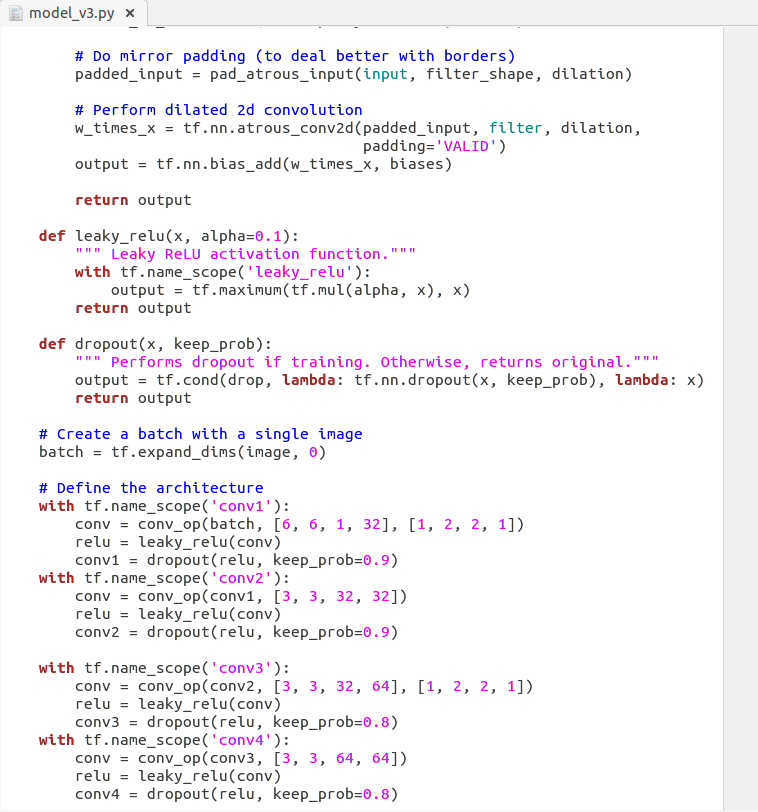 model_v3.py ×
# Do mirror padding (to deal better with borders)
padded_input = pad_atrous_input(input, filter_shape, dilation)
# Perform dilated 2d convolution
w_times_x = tf.nn.atrous_conv2d(padded_input, filter, dilation,
padding='VALID')
output = tf.nn.bias_add(w_times_x, biases)
return output
def leaky_relu(x, alpha=0.1):
""" Leaky ReLU activation function."""
with tf.name_scope('leaky_relu'):
output = tf.maximum(tf.mul(alpha, x), x)
return output
def dropout(x, keep_prob):
""" Performs dropout if training. Otherwise, returns original."""
output = tf.cond(drop, lambda: tf.nn.dropout(x, keep_prob), lambda: x)
return output
# Create a batch with a single image
batch = tf.expand_dims(image, 0)
# Define the architecture
with tf.name_scope('conv1'):
conv = conv_op(batch, [6, 6, 1, 32], [1, 2, 2, 1])
relu = leaky_relu(conv)
conv1 = dropout(relu, keep_prob=0.9)
with tf.name_scope('conv2'):
conv = conv_op(conv1, [3, 3, 32, 32])
relu = leaky_relu(conv)
conv2 = dropout(relu, keep_prob=0.9)
with tf.name_scope('conv3'):
conv = conv_op(conv2, [3, 3, 32, 64], [1, 2, 2, 1])
relu = leaky_relu(conv)
conv3 = dropout(relu, keep_prob=0.8)
with tf.name_scope('conv4'):
conv = conv_op(conv3, [3, 3, 64, 64])
relu = leaky_relu(conv)
conv4 = dropout(relu, keep_prob=0.8)